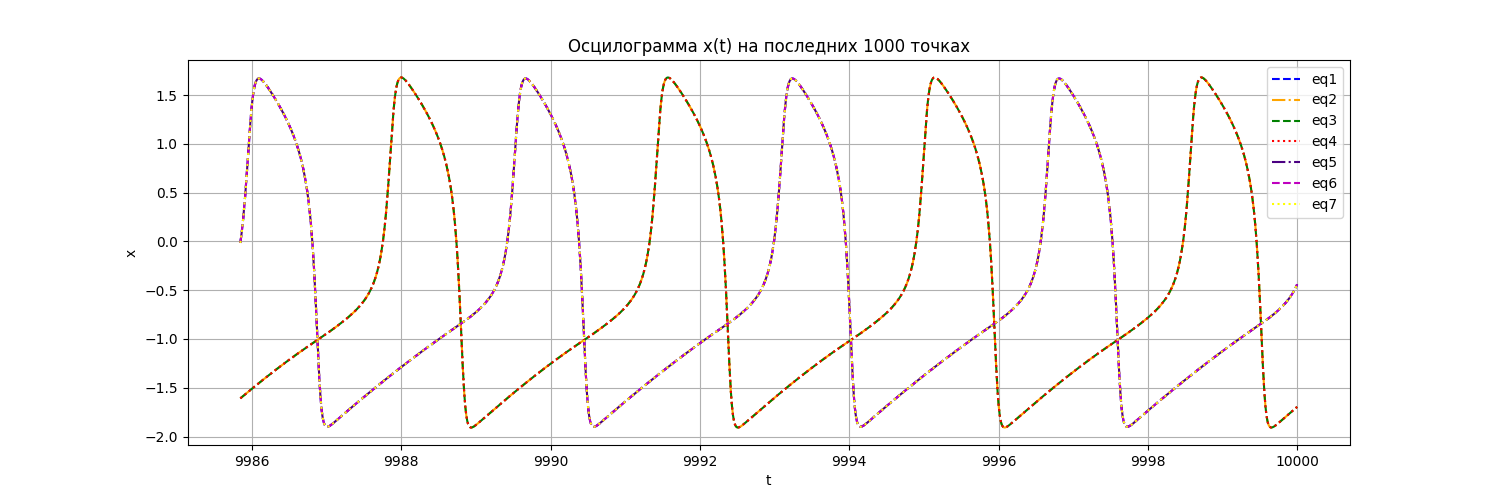 Осцилограмма x(t) на последних 1000 точках
x
1.5
1.0
0.5
0.0
−0.5
−1.0
−1.5
−2.0
eq1
eq2
eq3
eq4
eq5
eq6
eq7
9986 9988 9990 9992 9994 9996 9998 10000
t